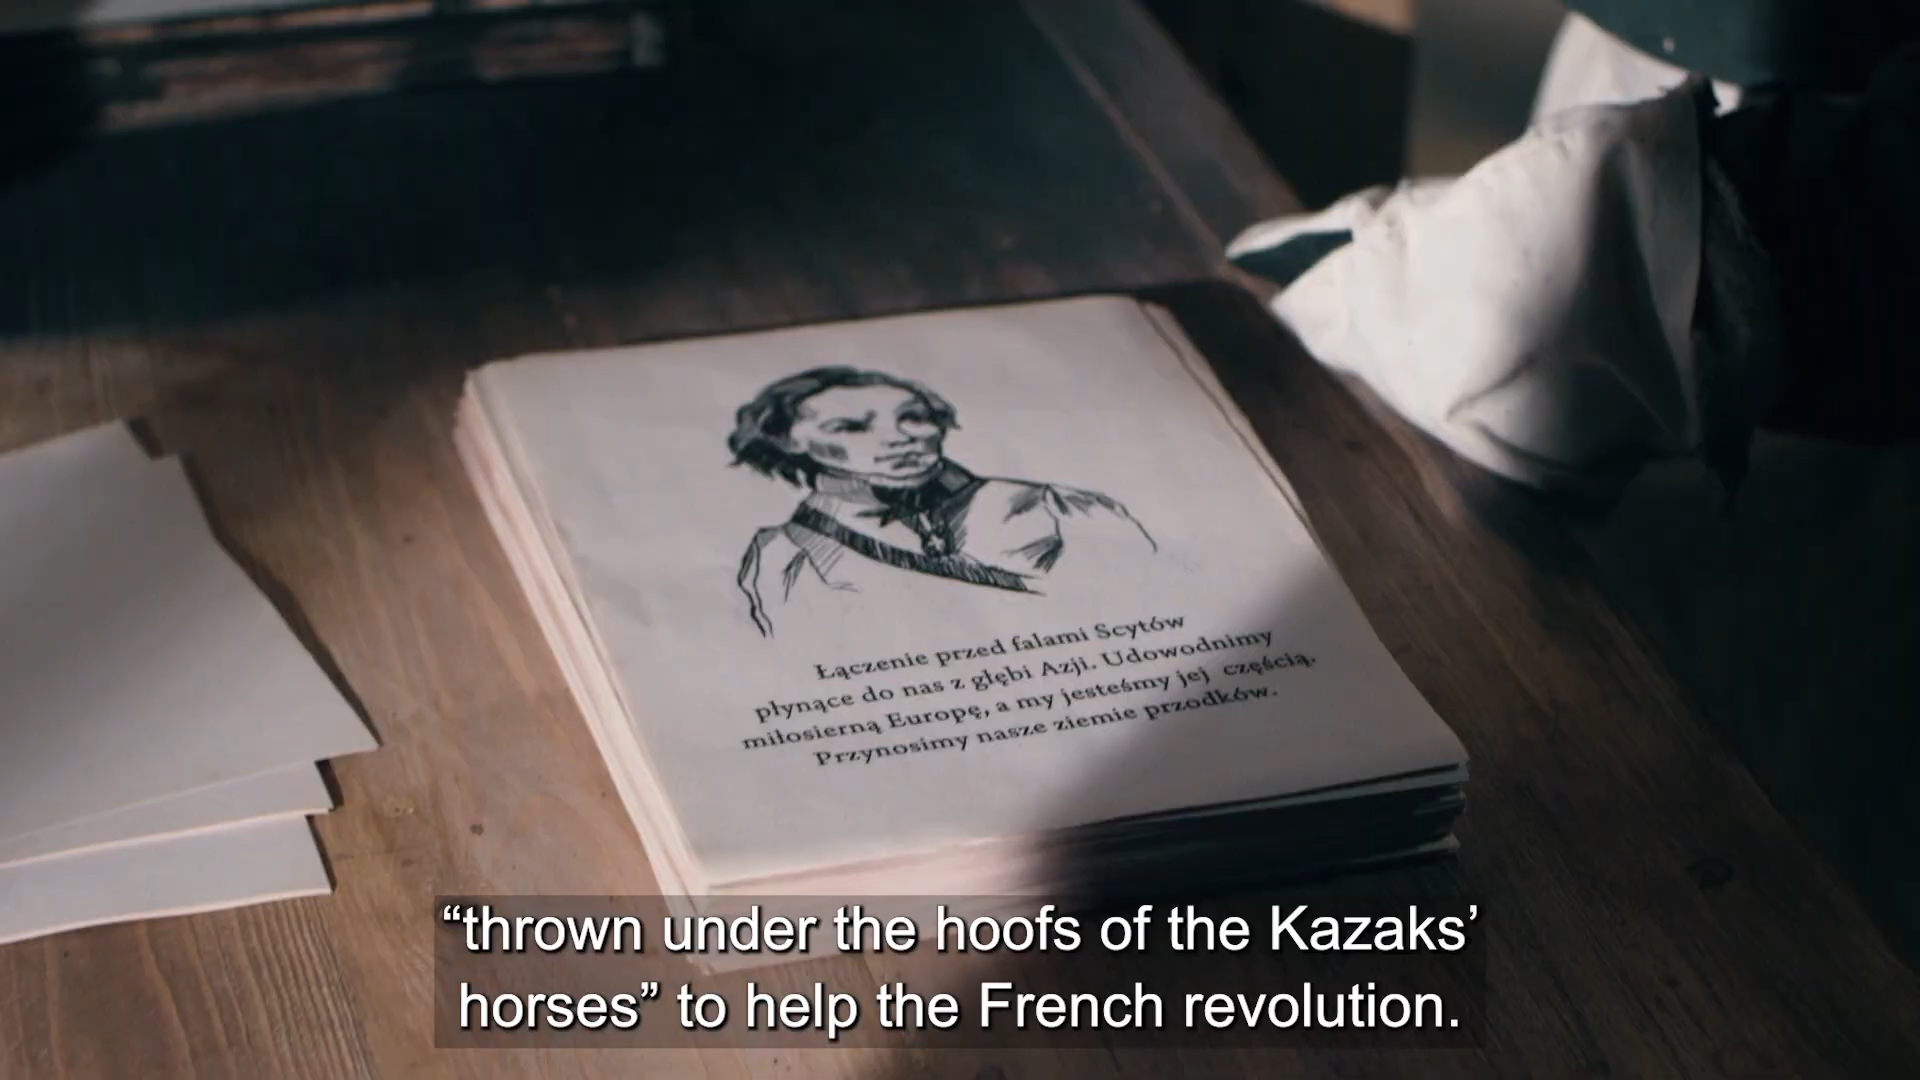 Łączenie przed falami Scytów
płynące do nas z głębi Azji. Udowodnimy
miłosierną Europę, a my jesteśmy jej częścią.
Przynosimy nasze ziemie przodków.
“thrown under the hoofs of the Kazaks’
horses” to help the French revolution.